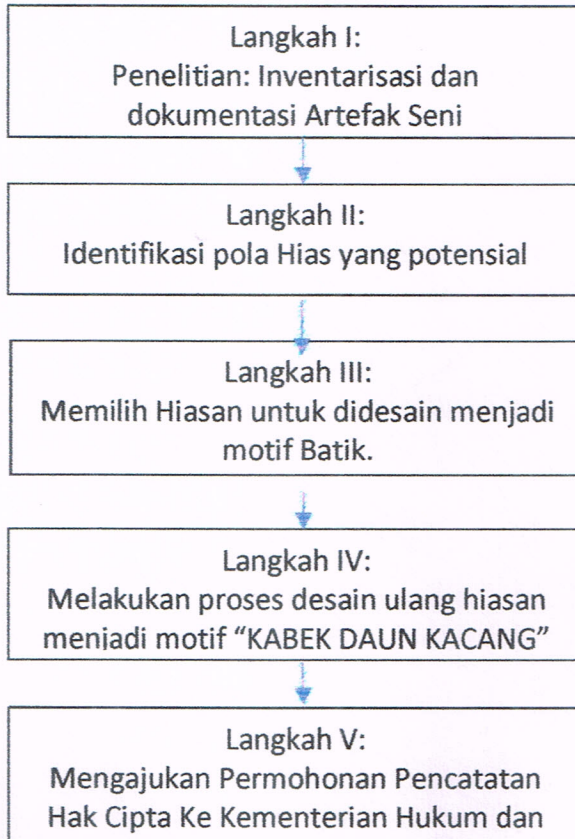 Langkah I:
Penelitian: Inventarisasi dan
dokumentasi Artefak Seni
Langkah II:
Identifikasi pola Hias yang potensial
Langkah III:
Memilih Hiasan untuk didesain menjadi
motif Batik.
Langkah IV:
Melakukan proses desain ulang hiasan
menjadi motif “KABEK DAUN KACANG”
Langkah V:
Mengajukan Permohonan Pencatatan
Hak Cipta Ke Kementerian Hukum dan